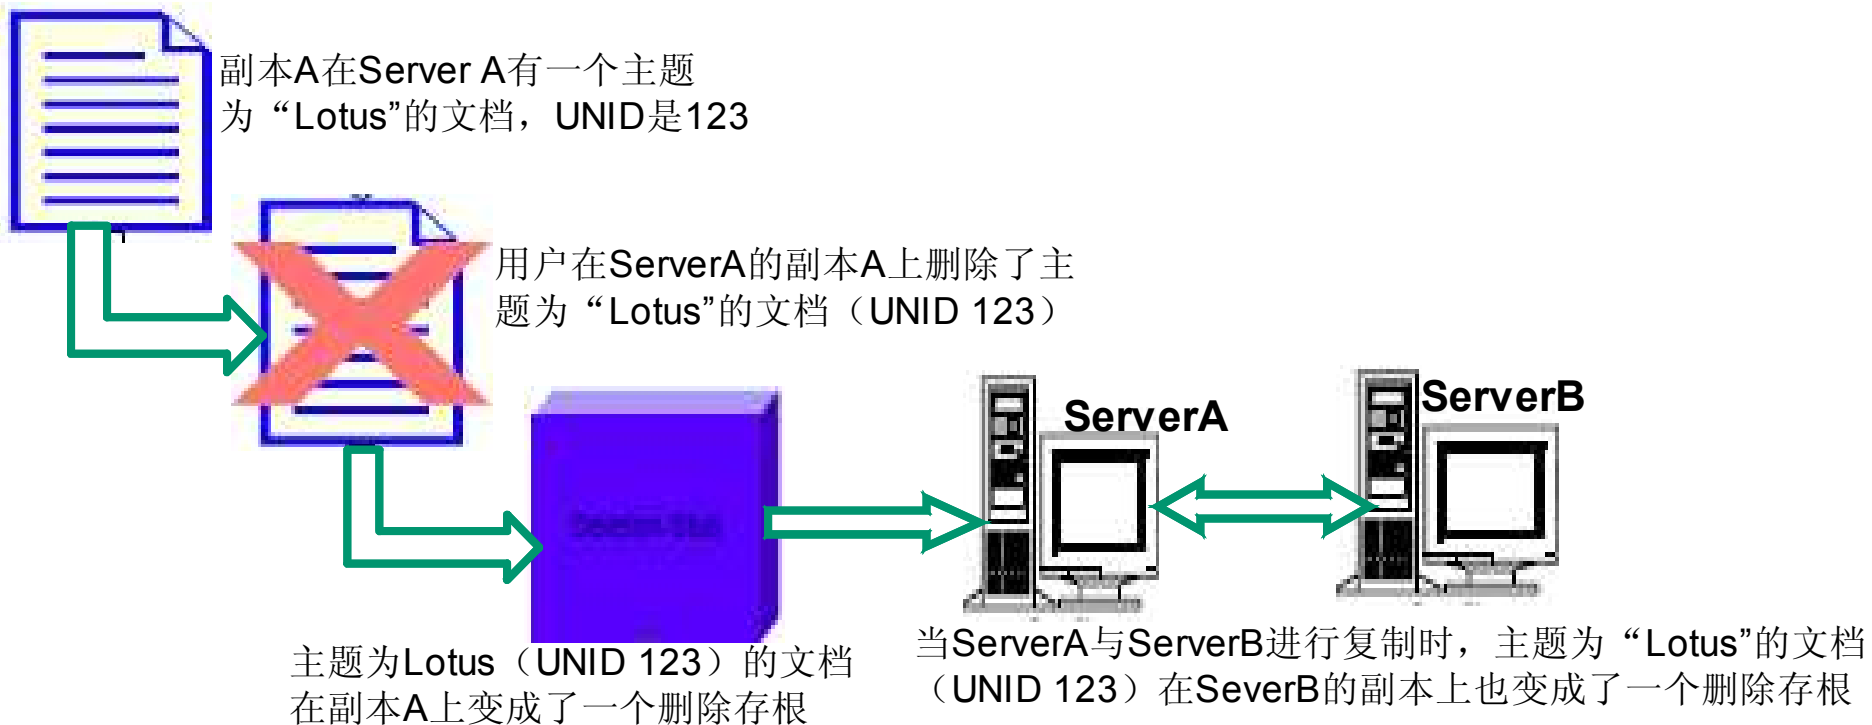 副本A在Server A有一个主题
为“Lotus”的文档，UNID是123
用户在ServerA的副本A上删除了主
题为“Lotus”的文档（UNID 123）
ServerA
ServerB
主题为Lotus（UNID 123）的文档
在副本A上变成了一个删除存根
当ServerA与ServerB进行复制时，主题为“Lotus”的文档
（UNID 123）在SeverB的副本上也变成了一个删除存根